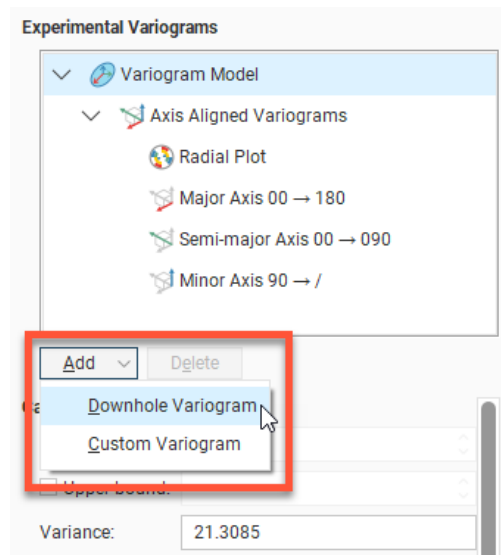 Experimental Variograms
Variogram Model
Axis Aligned Variograms
Radial Plot
Major Axis 00 → 180
Semi-major Axis 00 → 090
Minor Axis 90 → /
Add
Delete
Downhole Variogram
Custom Variogram
Upper bound:
Variance:
21.3085